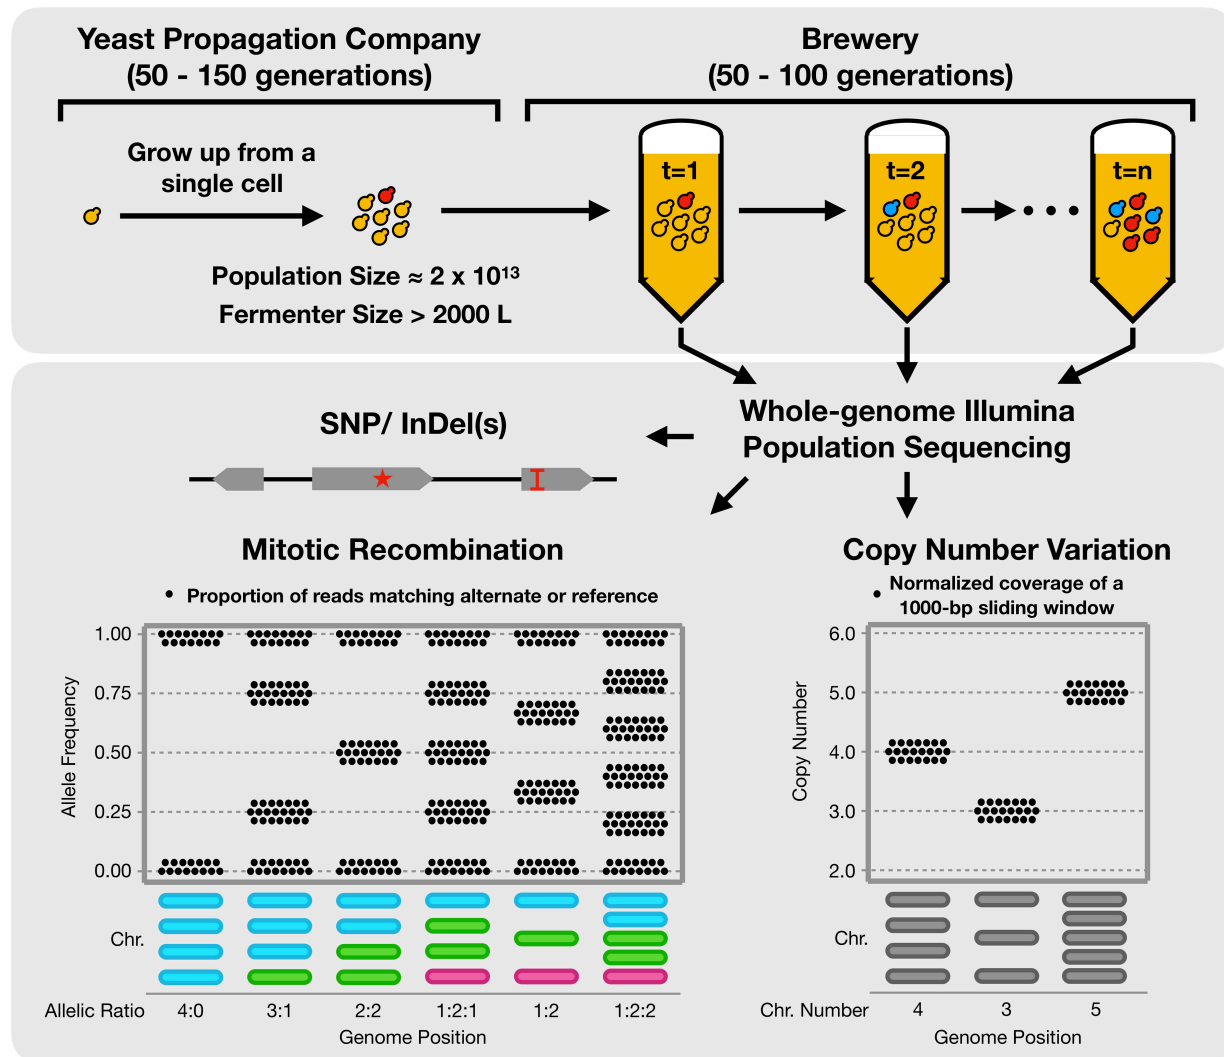 Yeast Propagation Company
(50 - 150 generations)
Brewery
(50 - 100 generations)
Grow up from a
single cell
Population Size ≈ 2 x 10¹³
Fermenter Size > 2000 L
t=1
t=2
t=n
Whole-genome Illumina
Population Sequencing
SNP/ InDel(s)
Mitotic Recombination
• Proportion of reads matching alternate or reference
Allele Frequency
1.00
0.75
0.50
0.25
0.00
Chr.
Allelic Ratio
4:0
3:1
2:2
1:2:1
1:2
1:2:2
Genome Position
Copy Number Variation
• Normalized coverage of a
1000-bp sliding window
Copy Number
6.0
5.0
4.0
3.0
2.0
Chr.
Chr. Number
4
3
5
Genome Position